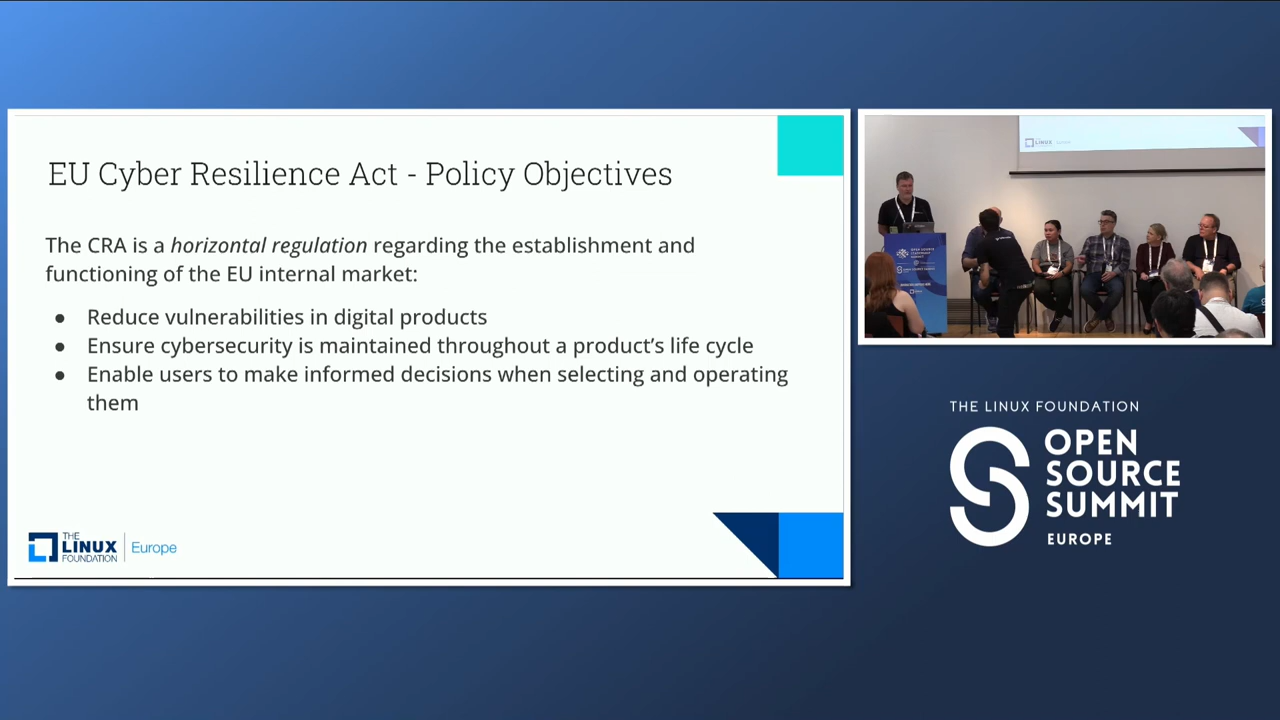 EU Cyber Resilience Act - Policy Objectives
The CRA is a horizontal regulation regarding the establishment and
functioning of the EU internal market:
● Reduce vulnerabilities in digital products
● Ensure cybersecurity is maintained throughout a product's life cycle
● Enable users to make informed decisions when selecting and operating
them
THE
LINUX
FOUNDATION
Europe
LINUX
THE LINUX FOUNDATION
OPEN
SOURCE
SUMMIT
EUROPE